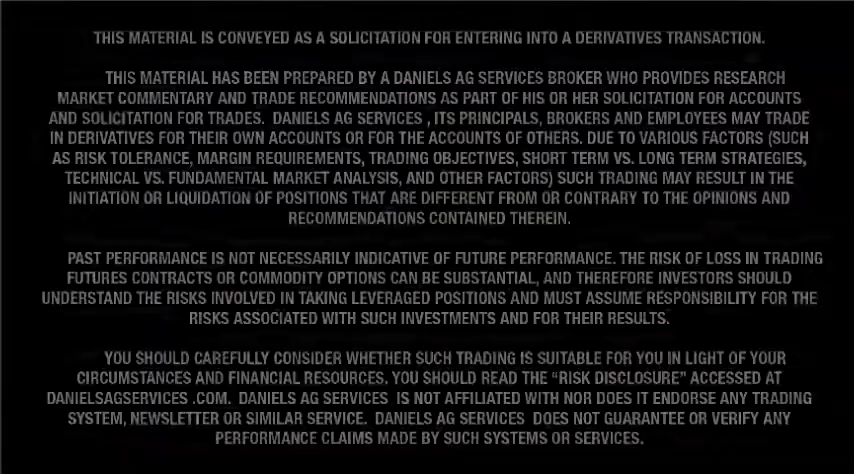 THIS MATERIAL IS CONVEYED AS A SOLICITATION FOR ENTERING INTO A DERIVATIVES TRANSACTION.
THIS MATERIAL HAS BEEN PREPARED BY A DANIELS AG SERVICES BROKER WHO PROVIDES RESEARCH
MARKET COMMENTARY AND TRADE RECOMMENDATIONS AS PART OF HIS OR HER SOLICITATION FOR ACCOUNTS
AND SOLICITATION FOR TRADES. DANIELS AG SERVICES , ITS PRINCIPALS, BROKERS AND EMPLOYEES MAY TRADE
IN DERIVATIVES FOR THEIR OWN ACCOUNTS OR FOR THE ACCOUNTS OF OTHERS. DUE TO VARIOUS FACTORS (SUCH
AS RISK TOLERANCE, MARGIN REQUIREMENTS, TRADING OBJECTIVES, SHORT TERM VS. LONG TERM STRATEGIES,
TECHNICAL VS. FUNDAMENTAL MARKET ANALYSIS, AND OTHER FACTORS) SUCH TRADING MAY RESULT IN THE
INITIATION OR LIQUIDATION OF POSITIONS THAT ARE DIFFERENT FROM OR CONTRARY TO THE OPINIONS AND
RECOMMENDATIONS CONTAINED THEREIN.
PAST PERFORMANCE IS NOT NECESSARILY INDICATIVE OF FUTURE PERFORMANCE. THE RISK OF LOSS IN TRADING
FUTURES CONTRACTS OR COMMODITY OPTIONS CAN BE SUBSTANTIAL, AND THEREFORE INVESTORS SHOULD
UNDERSTAND THE RISKS INVOLVED IN TAKING LEVERAGED POSITIONS AND MUST ASSUME RESPONSIBILITY FOR THE
RISKS ASSOCIATED WITH SUCH INVESTMENTS AND FOR THEIR RESULTS.
YOU SHOULD CAREFULLY CONSIDER WHETHER SUCH TRADING IS SUITABLE FOR YOU IN LIGHT OF YOUR
CIRCUMSTANCES AND FINANCIAL RESOURCES. YOU SHOULD READ THE “RISK DISCLOSURE” ACCESSED AT
DANIELSAGSERVICES .COM. DANIELS AG SERVICES IS NOT AFFILIATED WITH NOR DOES IT ENDORSE ANY TRADING
SYSTEM, NEWSLETTER OR SIMILAR SERVICE. DANIELS AG SERVICES DOES NOT GUARANTEE OR VERIFY ANY
PERFORMANCE CLAIMS MADE BY SUCH SYSTEMS OR SERVICES.